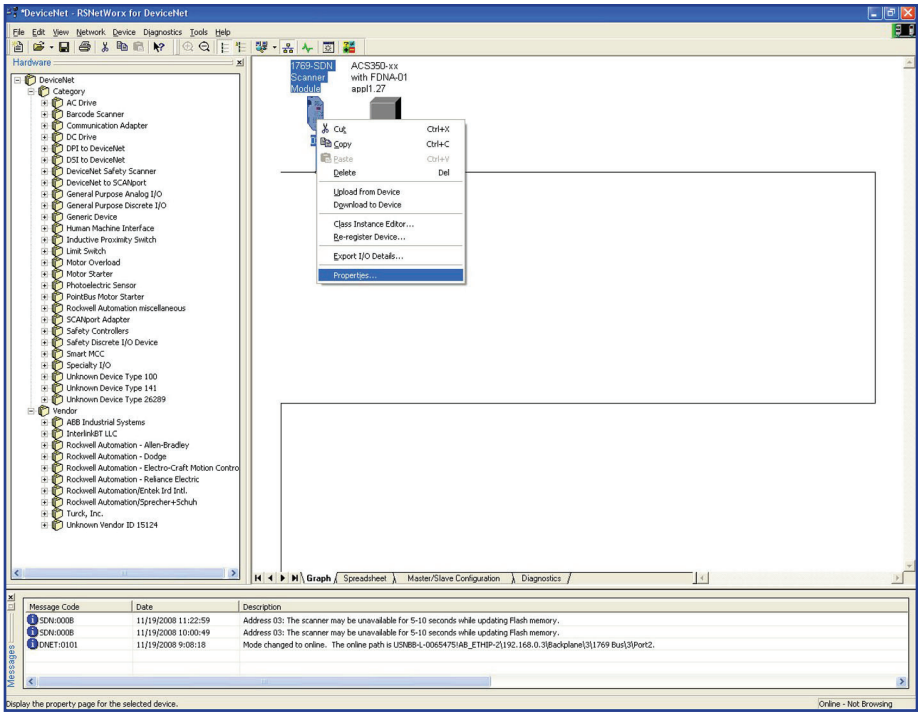 *DeviceNet - RSNetWorx for DeviceNet
File Edit View Network Device Diagnostics Tools Help
Hardware
DeviceNet
Category
AC Drive
Barcode Scanner
Communication Adapter
DC Drive
DPI to DeviceNet
DSI to DeviceNet
DeviceNet Safety Scanner
DeviceNet to SCANport
General Purpose Analog I/O
General Purpose Discrete I/O
Generic Device
Human Machine Interface
Inductive Proximity Switch
Limit Switch
Motor Overload
Motor Starter
Photoelectric Sensor
PointBus Motor Starter
Rockwell Automation miscellaneous
SCANport Adapter
Safety Controllers
Safety Discrete I/O Device
Smart MCC
Specialty I/O
Unknown Device Type 100
Unknown Device Type 141
Unknown Device Type 26289
Vendor
ABB Industrial Systems
InterlinkBT LLC
Rockwell Automation - Allen-Bradley
Rockwell Automation - Dodge
Rockwell Automation - Electro-Craft Motion Contro
Rockwell Automation - Reliance Electric
Rockwell Automation/Entek Ird Intl.
Rockwell Automation/Sprecher+Schuh
Turck, Inc.
Unknown Vendor ID 15124
1769-SDN
Scanner
Module
ACS350-xx
with FDNA-01
appl1.27
Cut Ctrl+X
Copy Ctrl+C
Paste Ctrl+V
Delete Del
Upload from Device
Download to Device
Class Instance Editor...
Re-register Device...
Export I/O Details...
Properties...
Graph Spreadsheet Master/Slave Configuration Diagnostics
Messages
Message Code Date Description
SDN:000B 11/19/2008 11:22:59 Address 03: The scanner may be unavailable for 5-10 seconds while updating Flash memory.
SDN:000B 11/19/2008 10:00:49 Address 03: The scanner may be unavailable for 5-10 seconds while updating Flash memory.
DNET:0101 11/19/2008 9:08:18 Mode changed to online. The online path is USNBB-L-0065475!AB_ETHIP-2\192.168.0.3\Backplane\3\1769 Bus\3\Port2.
Display the property page for the selected device.
Online - Not Browsing